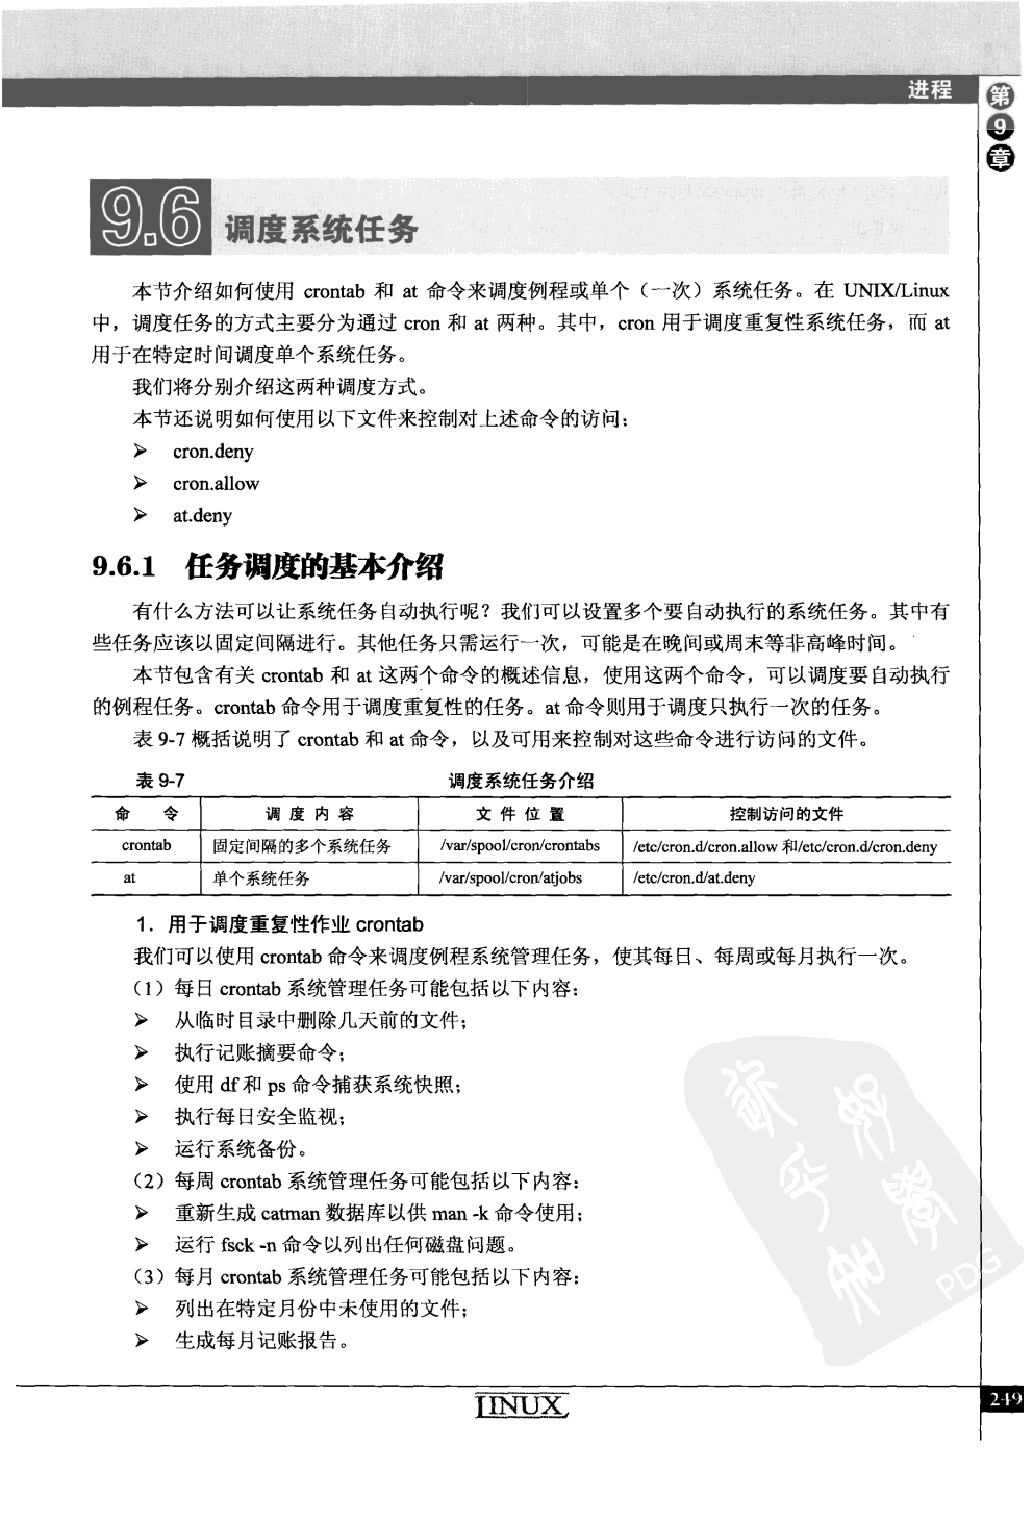 进程
第9章
9.6 调度系统任务
本节介绍如何使用 crontab 和 at 命令来调度例程或单个（一次）系统任务。在 UNIX/Linux
中，调度任务的方式主要分为通过 cron 和 at 两种。其中，cron 用于调度重复性系统任务，而 at
用于在特定时间调度单个系统任务。
我们将分别介绍这两种调度方式。
本节还说明如何使用以下文件来控制对上述命令的访问：
➢ cron.deny
➢ cron.allow
➢ at.deny
9.6.1 任务调度的基本介绍
有什么方法可以让系统任务自动执行呢？我们可以设置多个要自动执行的系统任务。其中有
些任务应该以固定间隔进行。其他任务只需运行一次，可能是在晚间或周末等非高峰时间。
本节包含有关 crontab 和 at 这两个命令的概述信息，使用这两个命令，可以调度要自动执行
的例程任务。crontab 命令用于调度重复性的任务。at 命令则用于调度只执行一次的任务。
表 9-7 概括说明了 crontab 和 at 命令，以及可用来控制对这些命令进行访问的文件。
表 9-7 调度系统任务介绍
命 令 调 度 内 容 文 件 位 置 控制访问的文件
crontab 固定间隔的多个系统任务 /var/spool/cron/crontabs /etc/cron.d/cron.allow 和/etc/cron.d/cron.deny
at 单个系统任务 /var/spool/cron/atjobs /etc/cron.d/at.deny
1．用于调度重复性作业 crontab
我们可以使用 crontab 命令来调度例程系统管理任务，使其每日、每周或每月执行一次。
（1）每日 crontab 系统管理任务可能包括以下内容：
➢ 从临时目录中删除几天前的文件；
➢ 执行记账摘要命令；
➢ 使用 df 和 ps 命令捕获系统快照；
➢ 执行每日安全监视；
➢ 运行系统备份。
（2）每周 crontab 系统管理任务可能包括以下内容：
➢ 重新生成 catman 数据库以供 man -k 命令使用；
➢ 运行 fsck -n 命令以列出任何磁盘问题。
（3）每月 crontab 系统管理任务可能包括以下内容：
➢ 列出在特定月份中未使用的文件；
➢ 生成每月记账报告。
PDG
LINUX
249